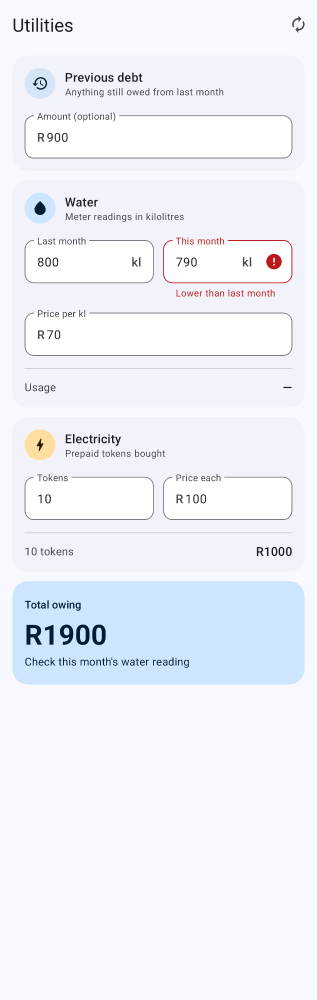 Utilities
Previous debt
Anything still owed from last month
Amount (optional)
R 900
Water
Meter readings in kilolitres
Last month
800 kl
This month
790 kl
Lower than last month
Price per kl
R 70
Usage –
Electricity
Prepaid tokens bought
Tokens
10
Price each
R 100
10 tokens R1000
Total owing
R1900
Check this month's water reading